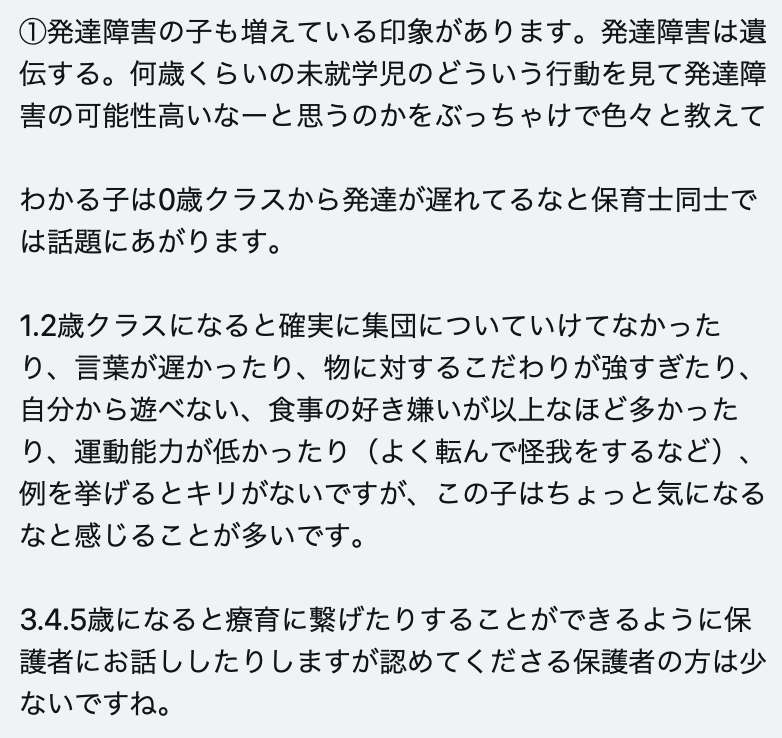 ①発達障害の子も増えている印象があります。発達障害は遺
伝する。何歳くらいの未就学児のどういう行動を見て発達障
害の可能性高いなーと思うのかをぶっちゃけで色々と教えて
わかる子は0歳クラスから発達が遅れてるなと保育士同士で
は話題にあがります。
1.2歳クラスになると確実に集団についていけてなかった
り、言葉が遅かったり、物に対するこだわりが強すぎたり、
自分から遊べない、食事の好き嫌いが以上なほど多かった
り、運動能力が低かったり（よく転んで怪我をするなど）、
例を挙げるとキリがないですが、この子はちょっと気になる
なと感じることが多いです。
3.4.5歳になると療育に繋げたりすることができるように保
護者にお話ししたりしますが認めてくださる保護者の方は少
ないですね。